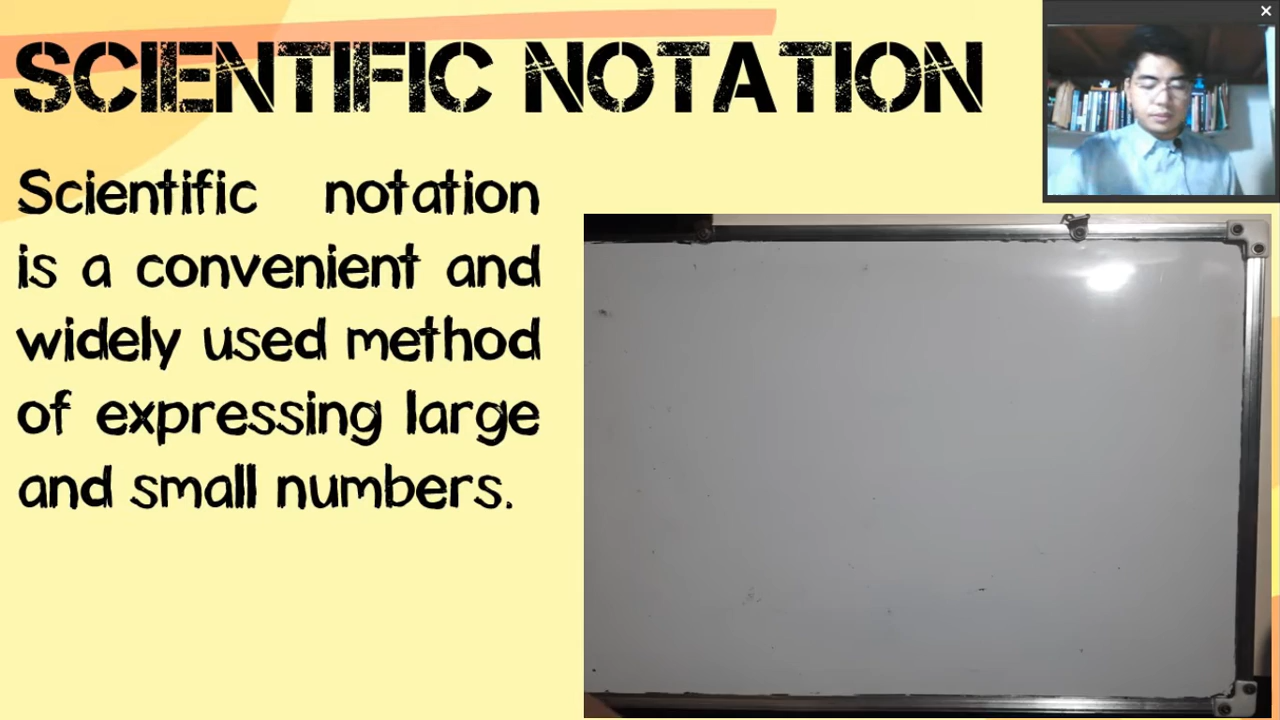 SCIENTIFIC NOTATION
Scientific notation
is a convenient and
widely used method
of expressing large
and small numbers.